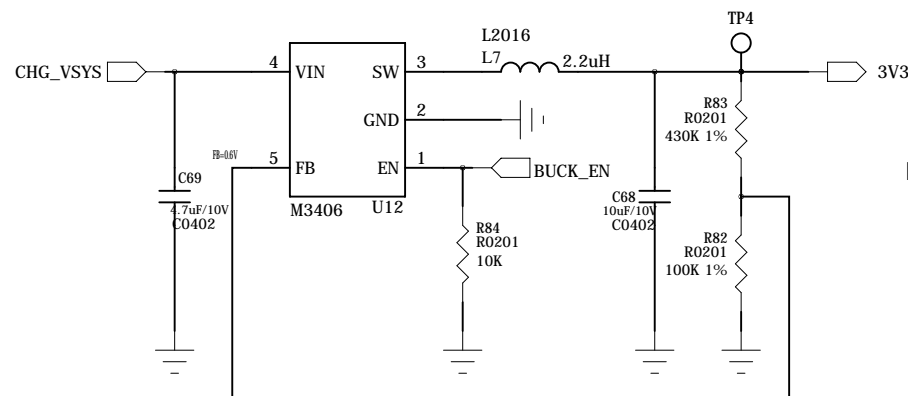 TP4
L2016
L7
2.2uH
CHG_VSYS
4
VIN
SW
3
3V3
R83
R0201
430K 1%
GND
2
FB=0.6V
5
FB
EN
1
BUCK_EN
C69
4.7uF/10V
C0402
M3406
U12
C68
10uF/10V
C0402
R84
R0201
10K
R82
R0201
100K 1%